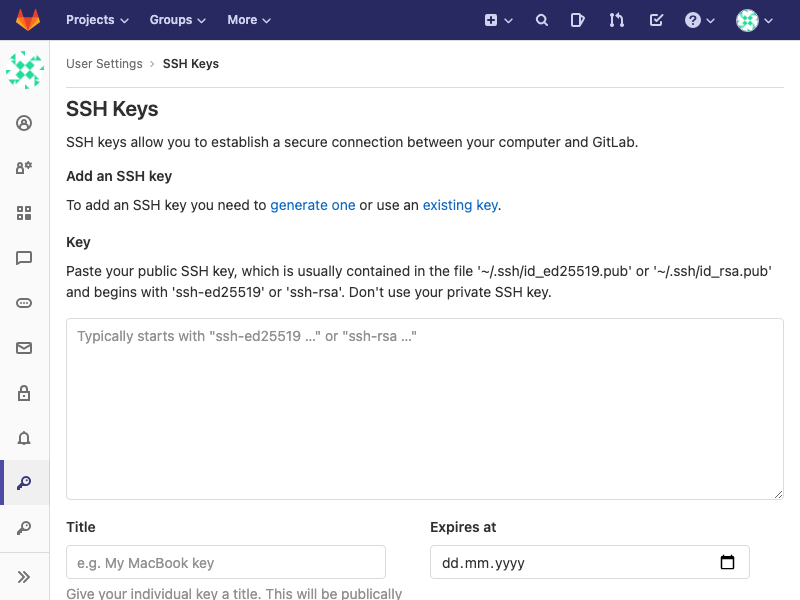 Projects Groups More
User Settings › SSH Keys
SSH Keys
SSH keys allow you to establish a secure connection between your computer and GitLab.
Add an SSH key
To add an SSH key you need to generate one or use an existing key.
Key
Paste your public SSH key, which is usually contained in the file '~/.ssh/id_ed25519.pub' or '~/.ssh/id_rsa.pub'
and begins with 'ssh-ed25519' or 'ssh-rsa'. Don't use your private SSH key.
Typically starts with "ssh-ed25519 ..." or "ssh-rsa ..."
Title Expires at
e.g. My MacBook key dd.mm.yyyy
Give your individual key a title. This will be publically